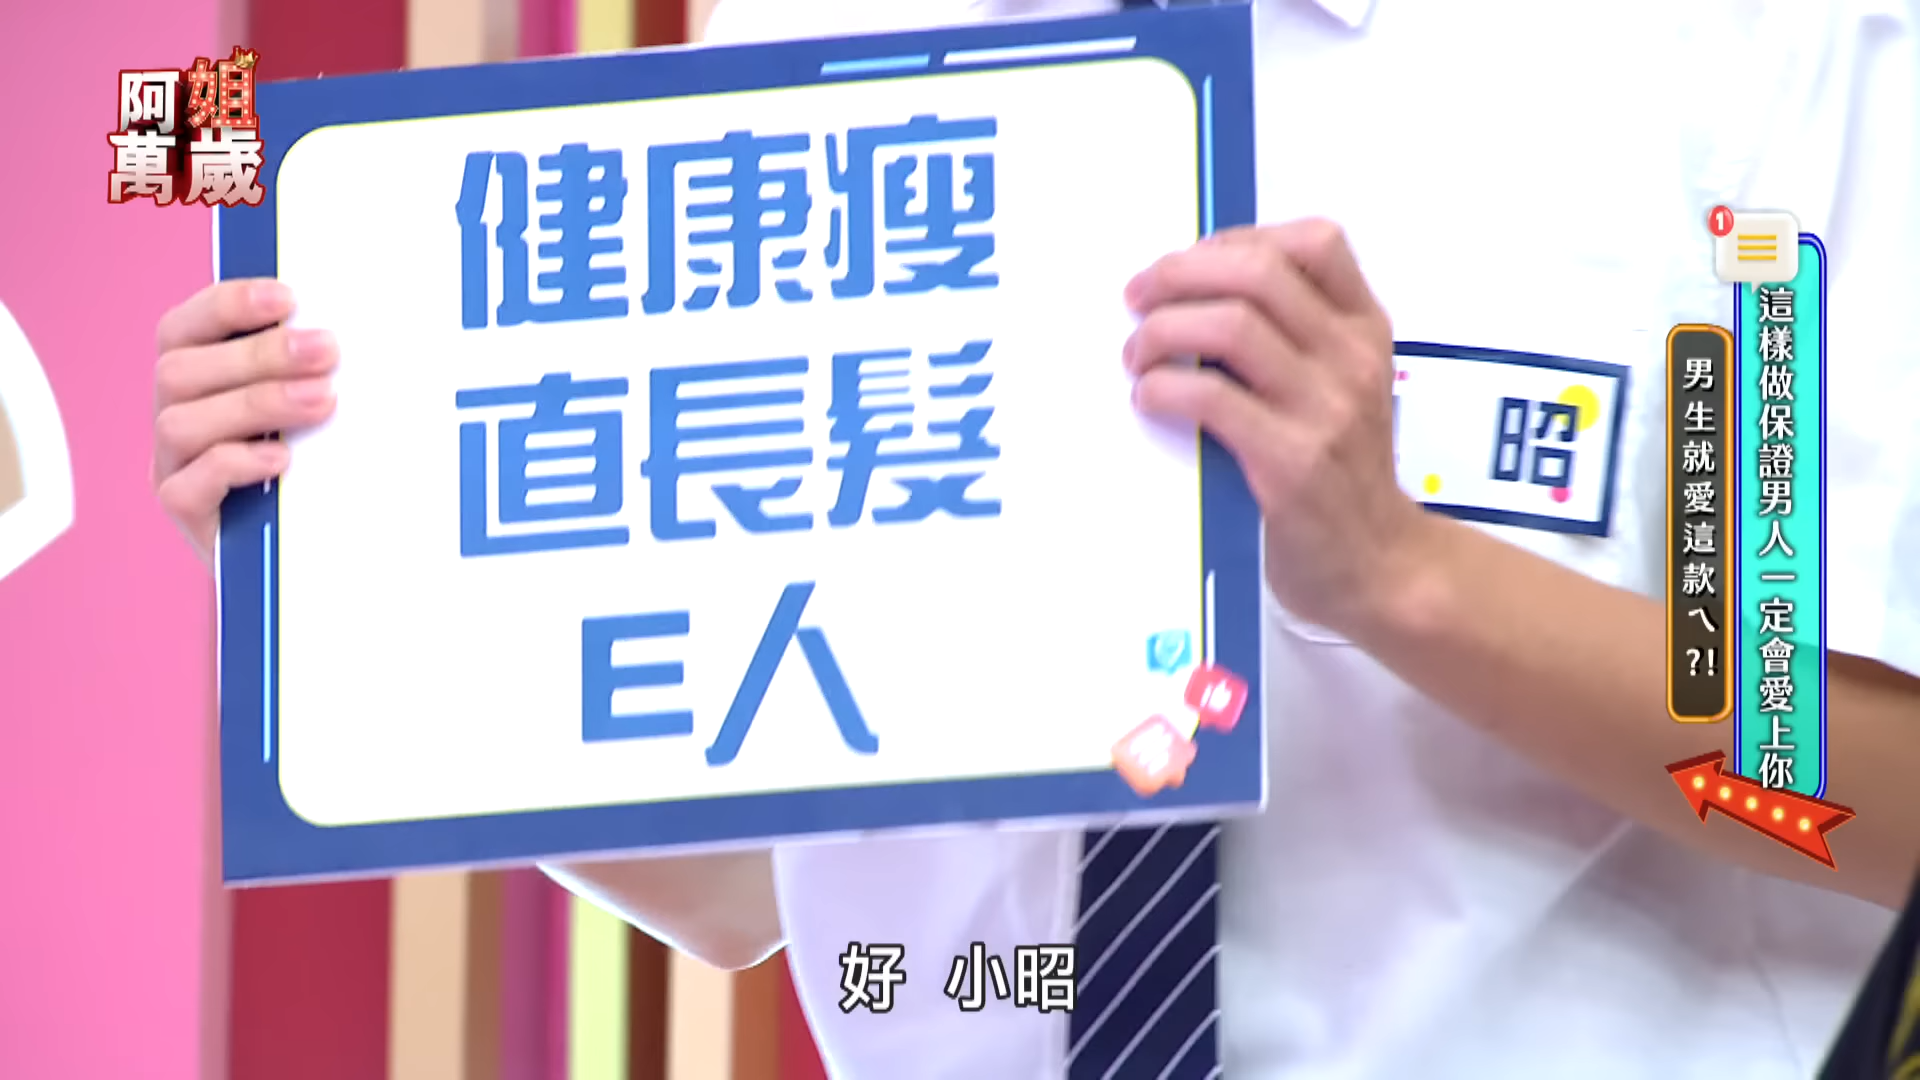 阿姐
萬歲
健康瘦
直長髮
E人
昭
1
這樣做保證男人一定會愛上你
男生就愛這款ㄟ?!
好 小昭